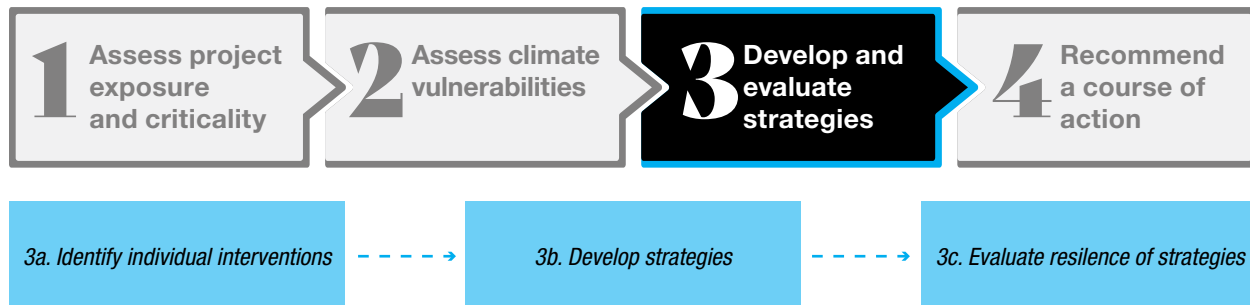 1 Assess project
exposure
and criticality
2 Assess climate
vulnerabilities
3 Develop and
evaluate
strategies
4 Recommend
a course of
action
3a. Identify individual interventions
3b. Develop strategies
3c. Evaluate resilence of strategies